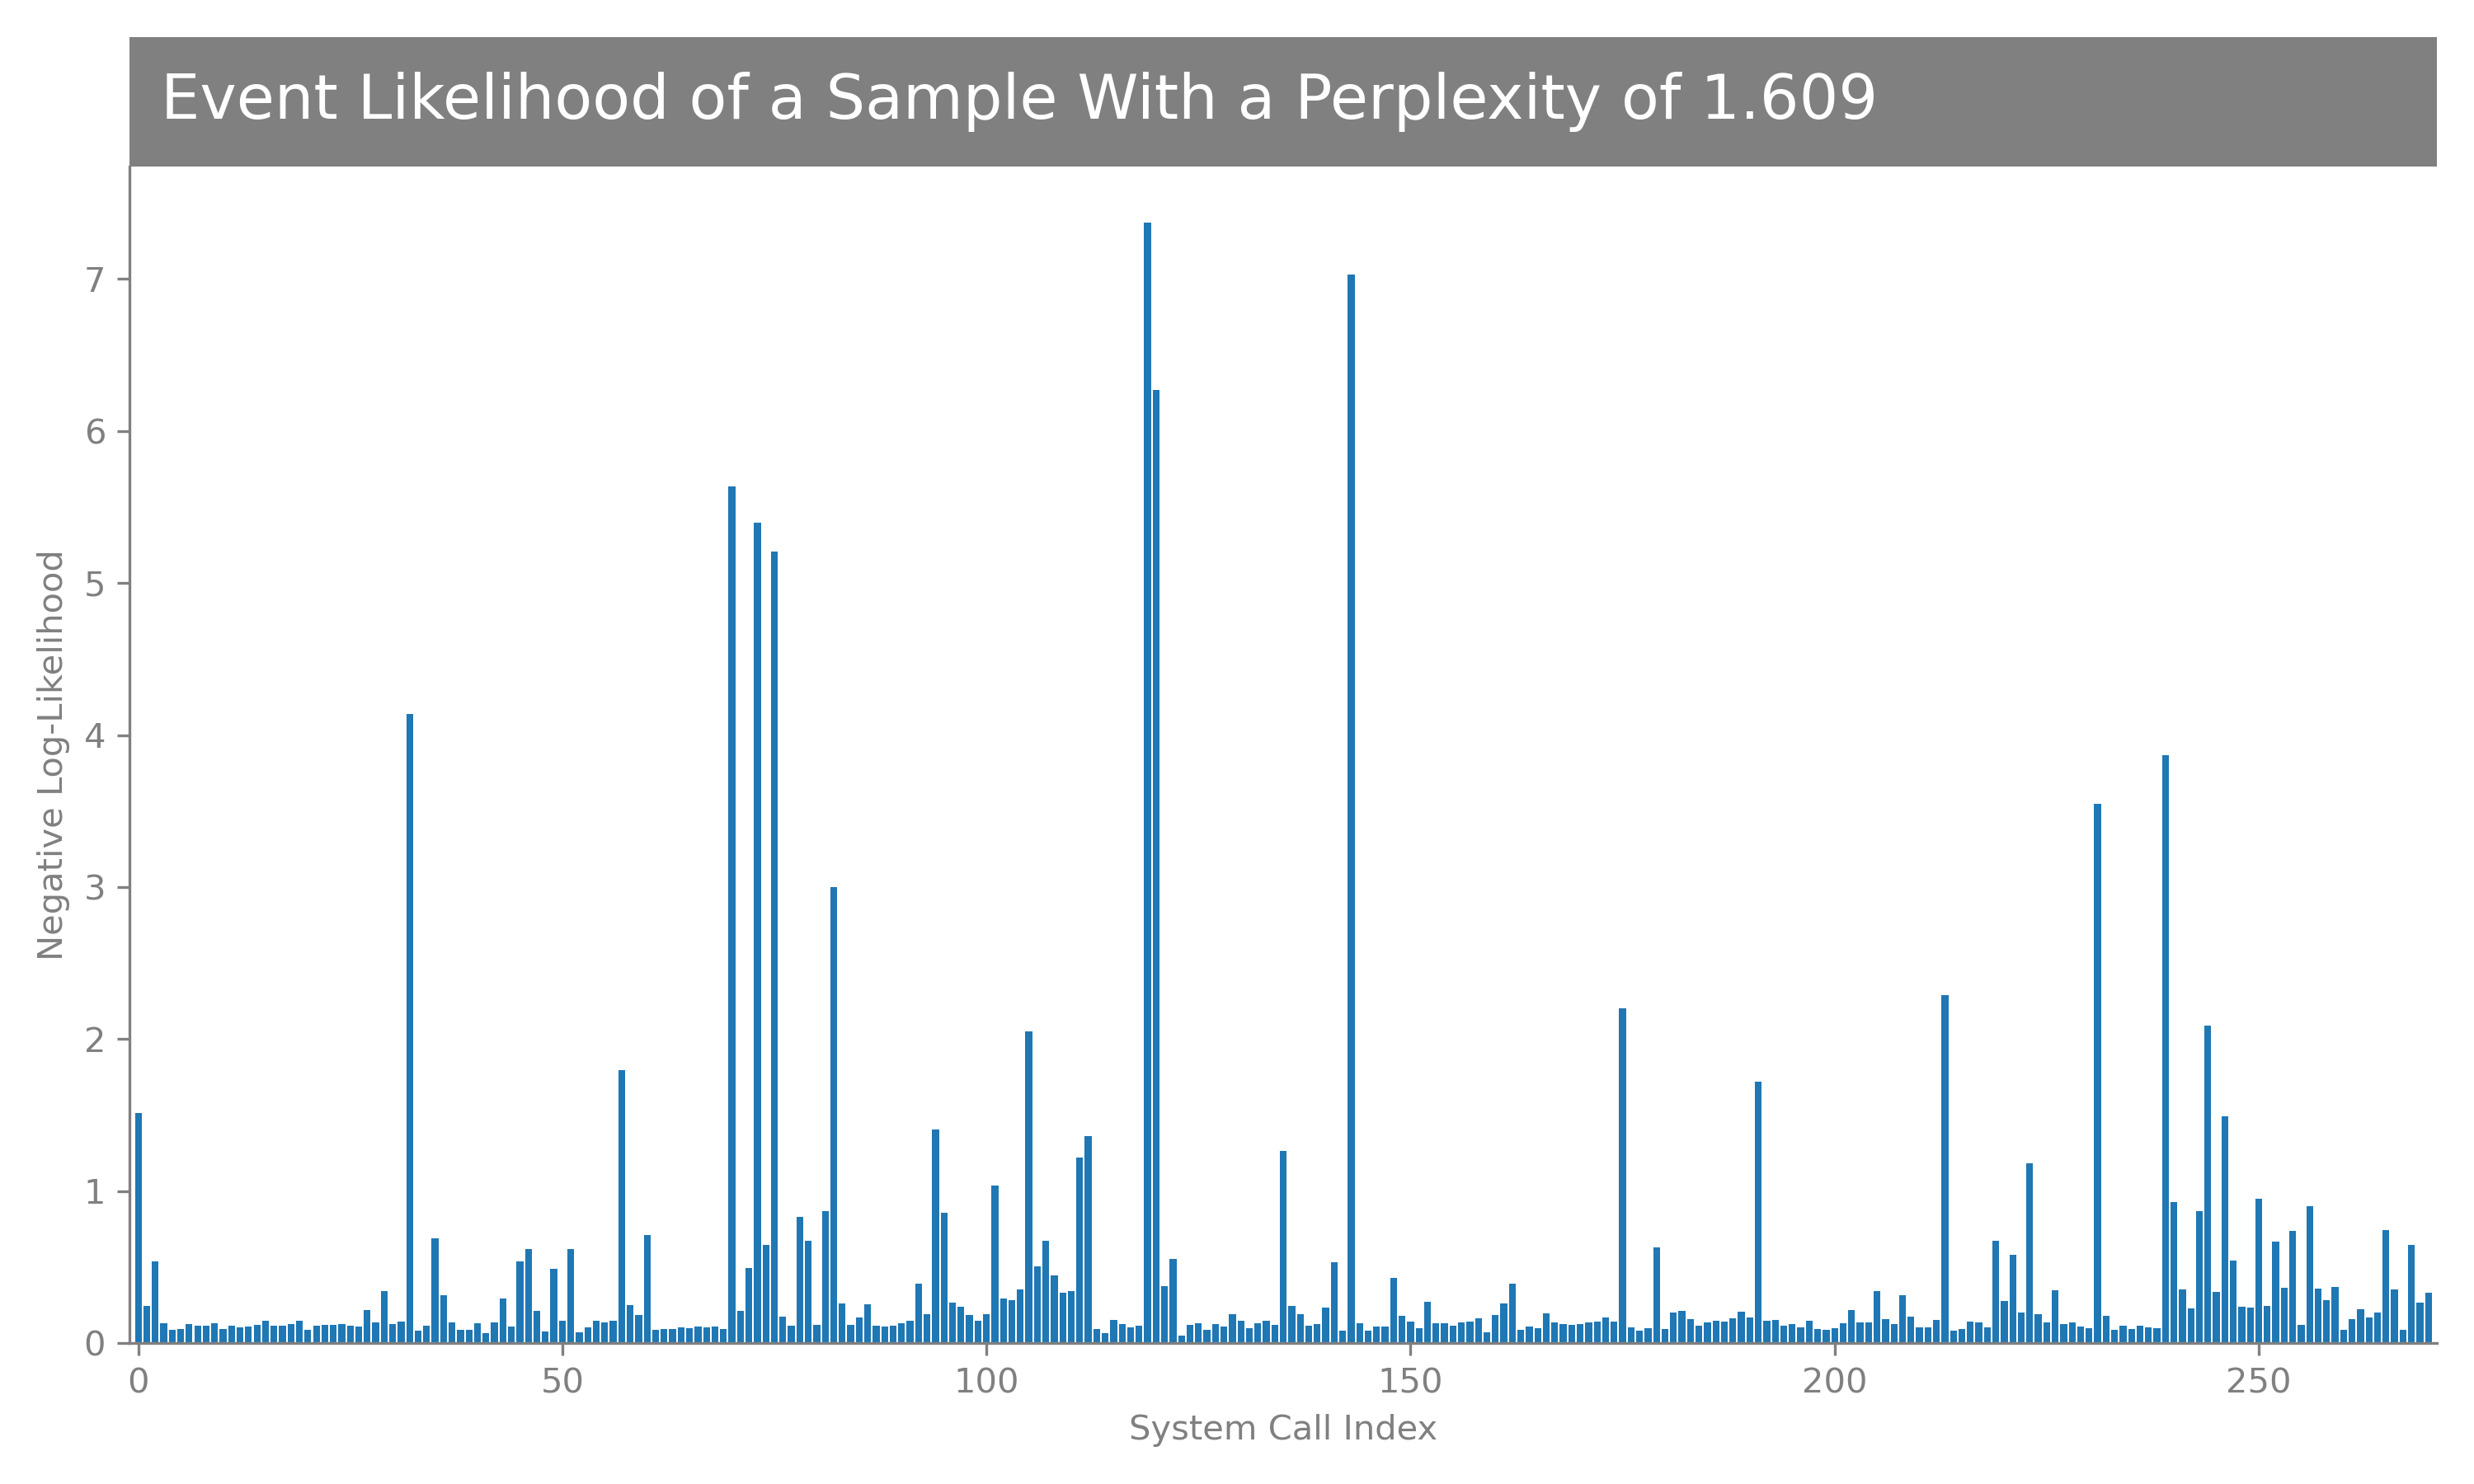 Event Likelihood of a Sample With a Perplexity of 1.609
Negative Log-Likelihood
7
6
5
4
3
2
1
0
0 50 100 150 200 250
System Call Index